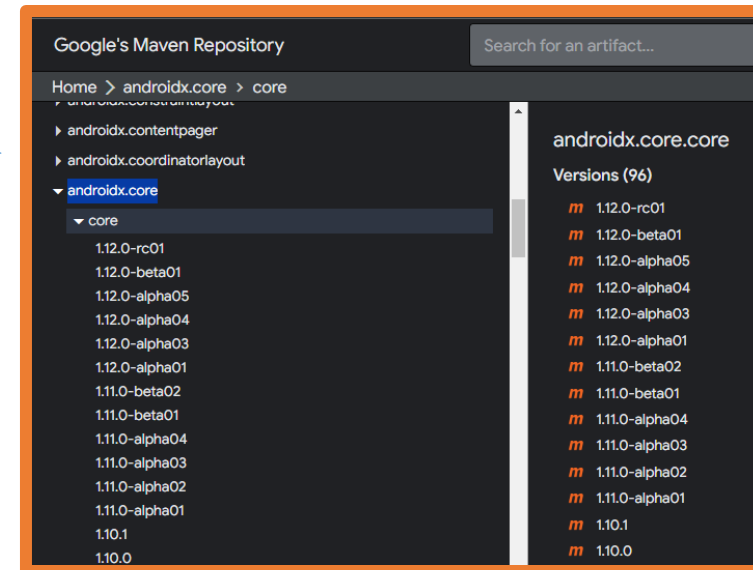 Google's Maven Repository
Search for an artifact...
Home > androidx.core > core
androidx.constraintlayout
androidx.contentpager
androidx.coordinatorlayout
androidx.core
core
1.12.0-rc01
1.12.0-beta01
1.12.0-alpha05
1.12.0-alpha04
1.12.0-alpha03
1.12.0-alpha01
1.11.0-beta02
1.11.0-beta01
1.11.0-alpha04
1.11.0-alpha03
1.11.0-alpha02
1.11.0-alpha01
1.10.1
1.10.0
androidx.core.core
Versions (96)
m 1.12.0-rc01
m 1.12.0-beta01
m 1.12.0-alpha05
m 1.12.0-alpha04
m 1.12.0-alpha03
m 1.12.0-alpha01
m 1.11.0-beta02
m 1.11.0-beta01
m 1.11.0-alpha04
m 1.11.0-alpha03
m 1.11.0-alpha02
m 1.11.0-alpha01
m 1.10.1
m 1.10.0